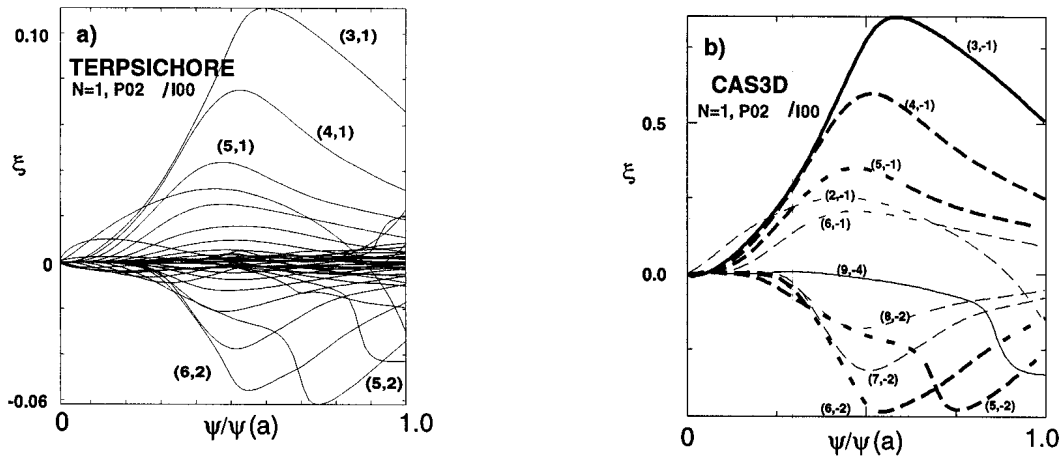 0.10
a)
(3,1)
TERPSICHORE
N=1, P02 /I00
(4,1)
(5,1)
ξ
0
(6,2)
(5,2)
-0.06
0
ψ/ψ(a)
1.0
b)
(3,-1)
CAS3D
N=1, P02 /I00
0.5
(4,-1)
ξ
(5,-1)
(2,-1)
(6,-1)
0.0
(9,-4)
(8,-2)
(7,-2)
(6,-2)
(5,-2)
0
ψ/ψ(a)
1.0